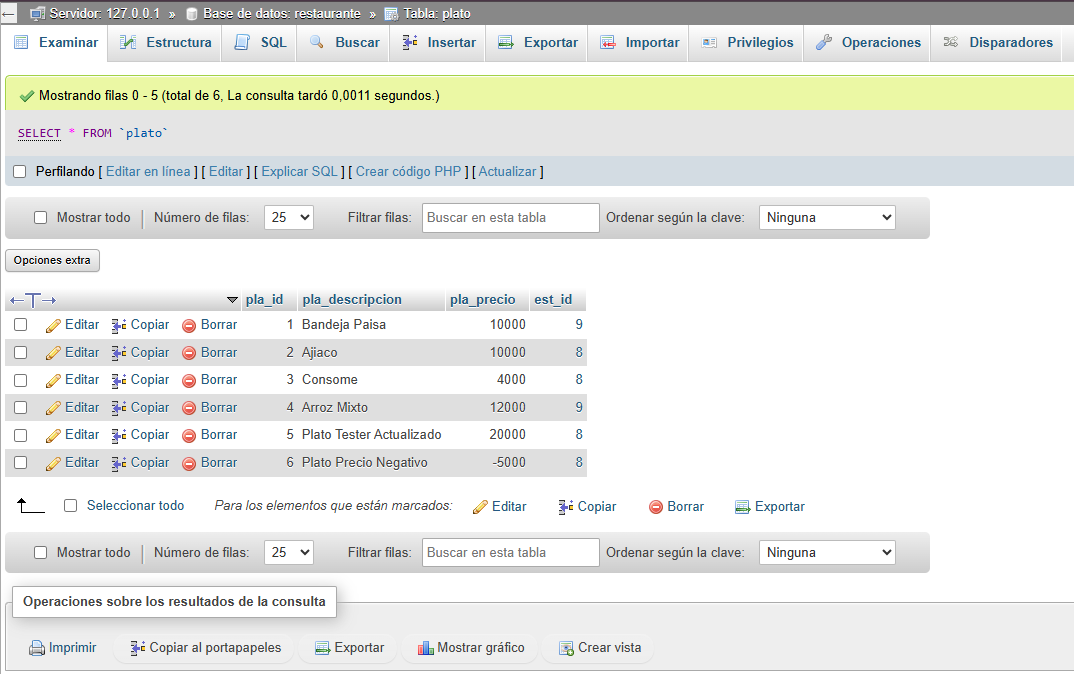 Servidor: 127.0.0.1 » Base de datos: restaurante » Tabla: plato
Examinar Estructura SQL Buscar Insertar Exportar Importar Privilegios Operaciones Disparadores
Mostrando filas 0 - 5 (total de 6, La consulta tardó 0,0011 segundos.)
SELECT * FROM `plato`
Perfilando [ Editar en línea ] [ Editar ] [ Explicar SQL ] [ Crear código PHP ] [ Actualizar ]
Mostrar todo | Número de filas: 25 Filtrar filas: Buscar en esta tabla Ordenar según la clave: Ninguna
Opciones extra
←T→ pla_id pla_descripcion pla_precio est_id
Editar Copiar Borrar 1 Bandeja Paisa 10000 9
Editar Copiar Borrar 2 Ajiaco 10000 8
Editar Copiar Borrar 3 Consome 4000 8
Editar Copiar Borrar 4 Arroz Mixto 12000 9
Editar Copiar Borrar 5 Plato Tester Actualizado 20000 8
Editar Copiar Borrar 6 Plato Precio Negativo -5000 8
Seleccionar todo Para los elementos que están marcados: Editar Copiar Borrar Exportar
Mostrar todo | Número de filas: 25 Filtrar filas: Buscar en esta tabla Ordenar según la clave: Ninguna
Operaciones sobre los resultados de la consulta
Imprimir Copiar al portapapeles Exportar Mostrar gráfico Crear vista